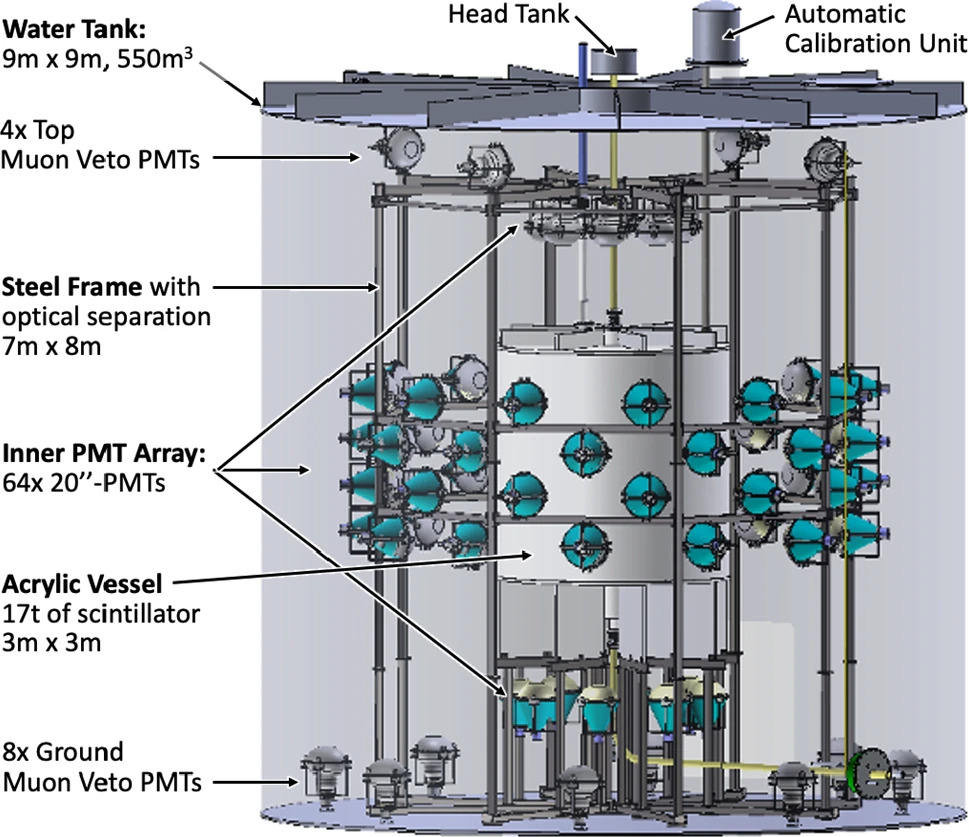 Head Tank
Automatic
Calibration Unit
Water Tank:
9m x 9m, 550m³
4x Top
Muon Veto PMTs
Steel Frame with
optical separation
7m x 8m
Inner PMT Array:
64x 20’’-PMTs
Acrylic Vessel
17t of scintillator
3m x 3m
8x Ground
Muon Veto PMTs